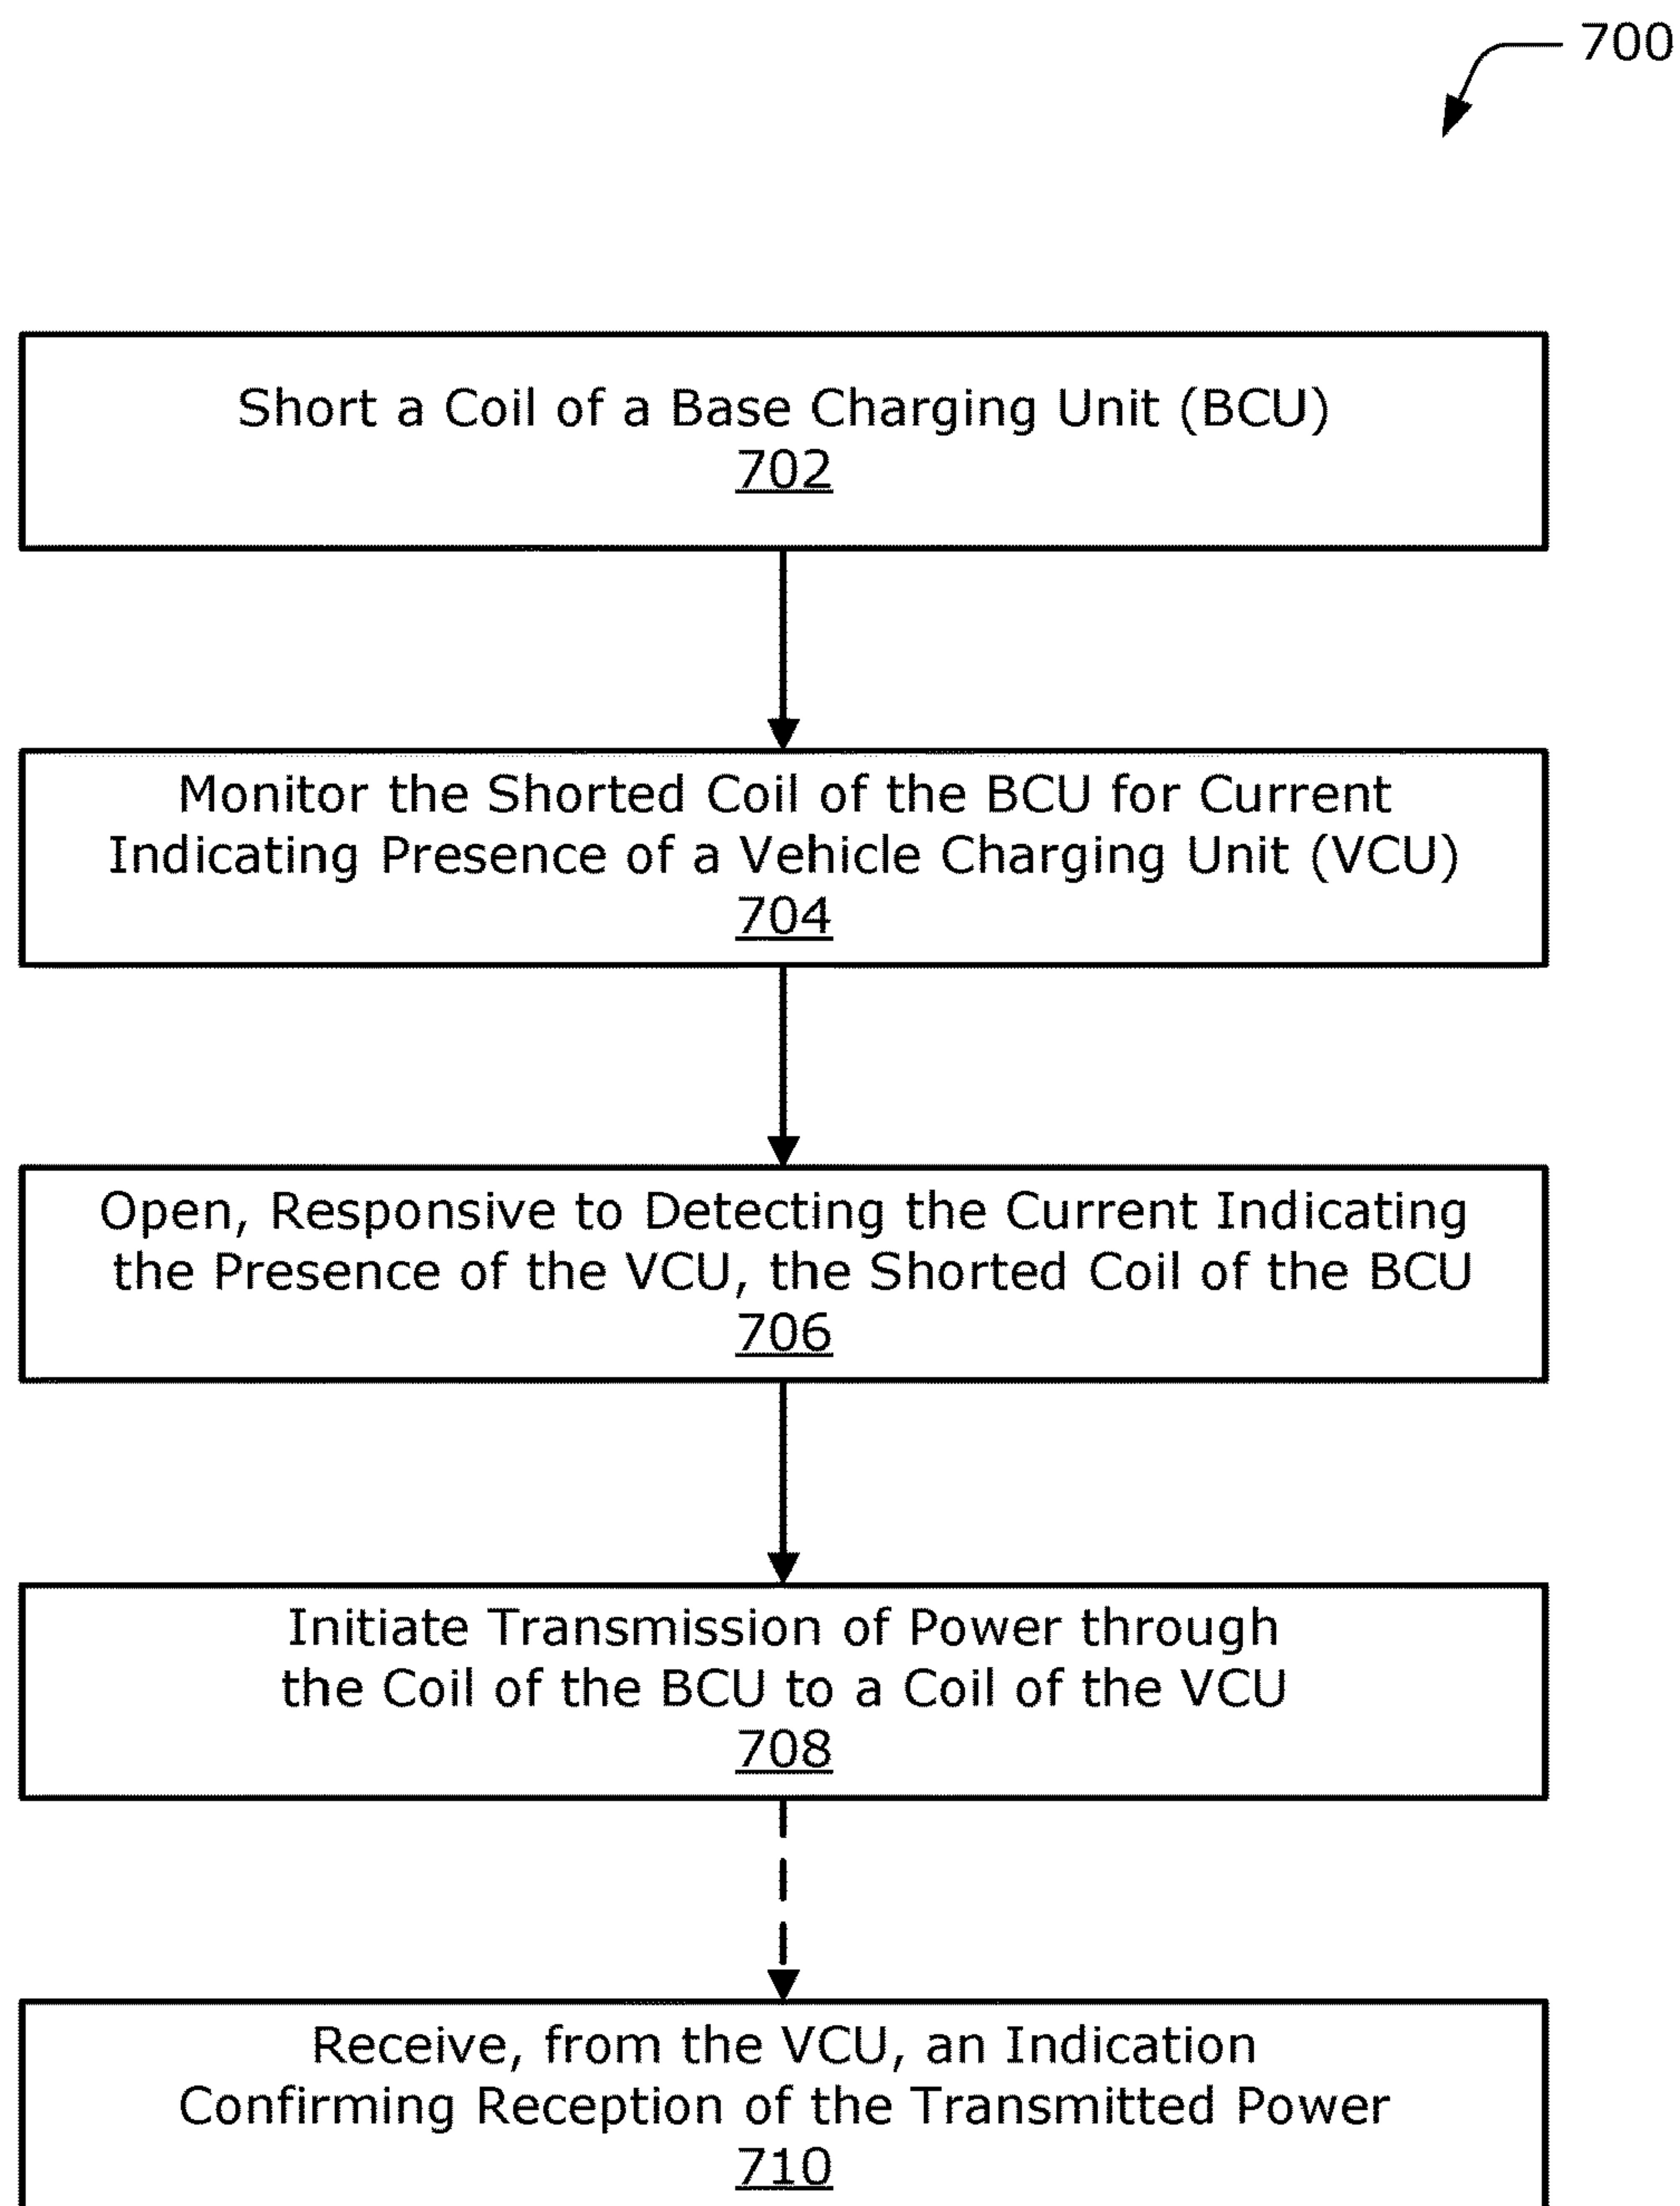 700
Short a Coil of a Base Charging Unit (BCU)
702
Monitor the Shorted Coil of the BCU for Current
Indicating Presence of a Vehicle Charging Unit (VCU)
704
Open, Responsive to Detecting the Current Indicating
the Presence of the VCU, the Shorted Coil of the BCU
706
Initiate Transmission of Power through
the Coil of the BCU to a Coil of the VCU
708
Receive, from the VCU, an Indication
Confirming Reception of the Transmitted Power
710